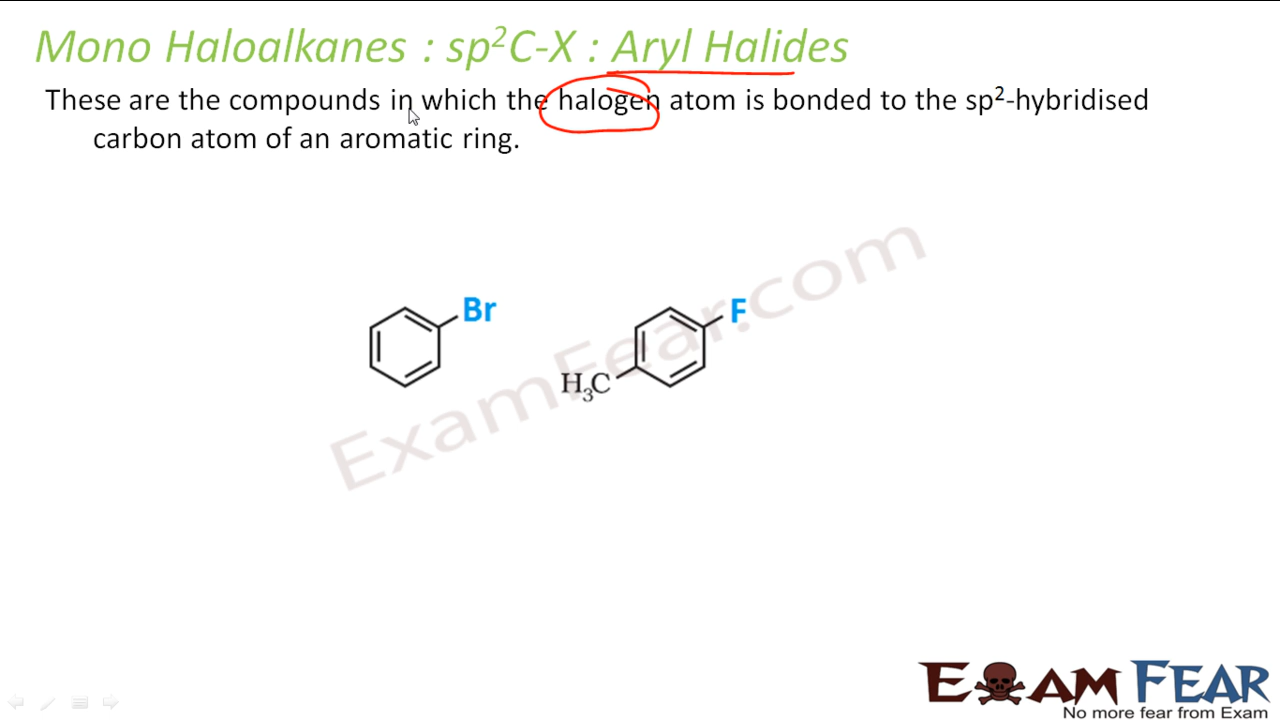 Mono Haloalkanes : sp²C-X : Aryl Halides
These are the compounds in which the halogen atom is bonded to the sp²-hybridised
carbon atom of an aromatic ring.
Br
F
H₃C
ExamFear.com
EXAM FEAR
No more fear from Exam